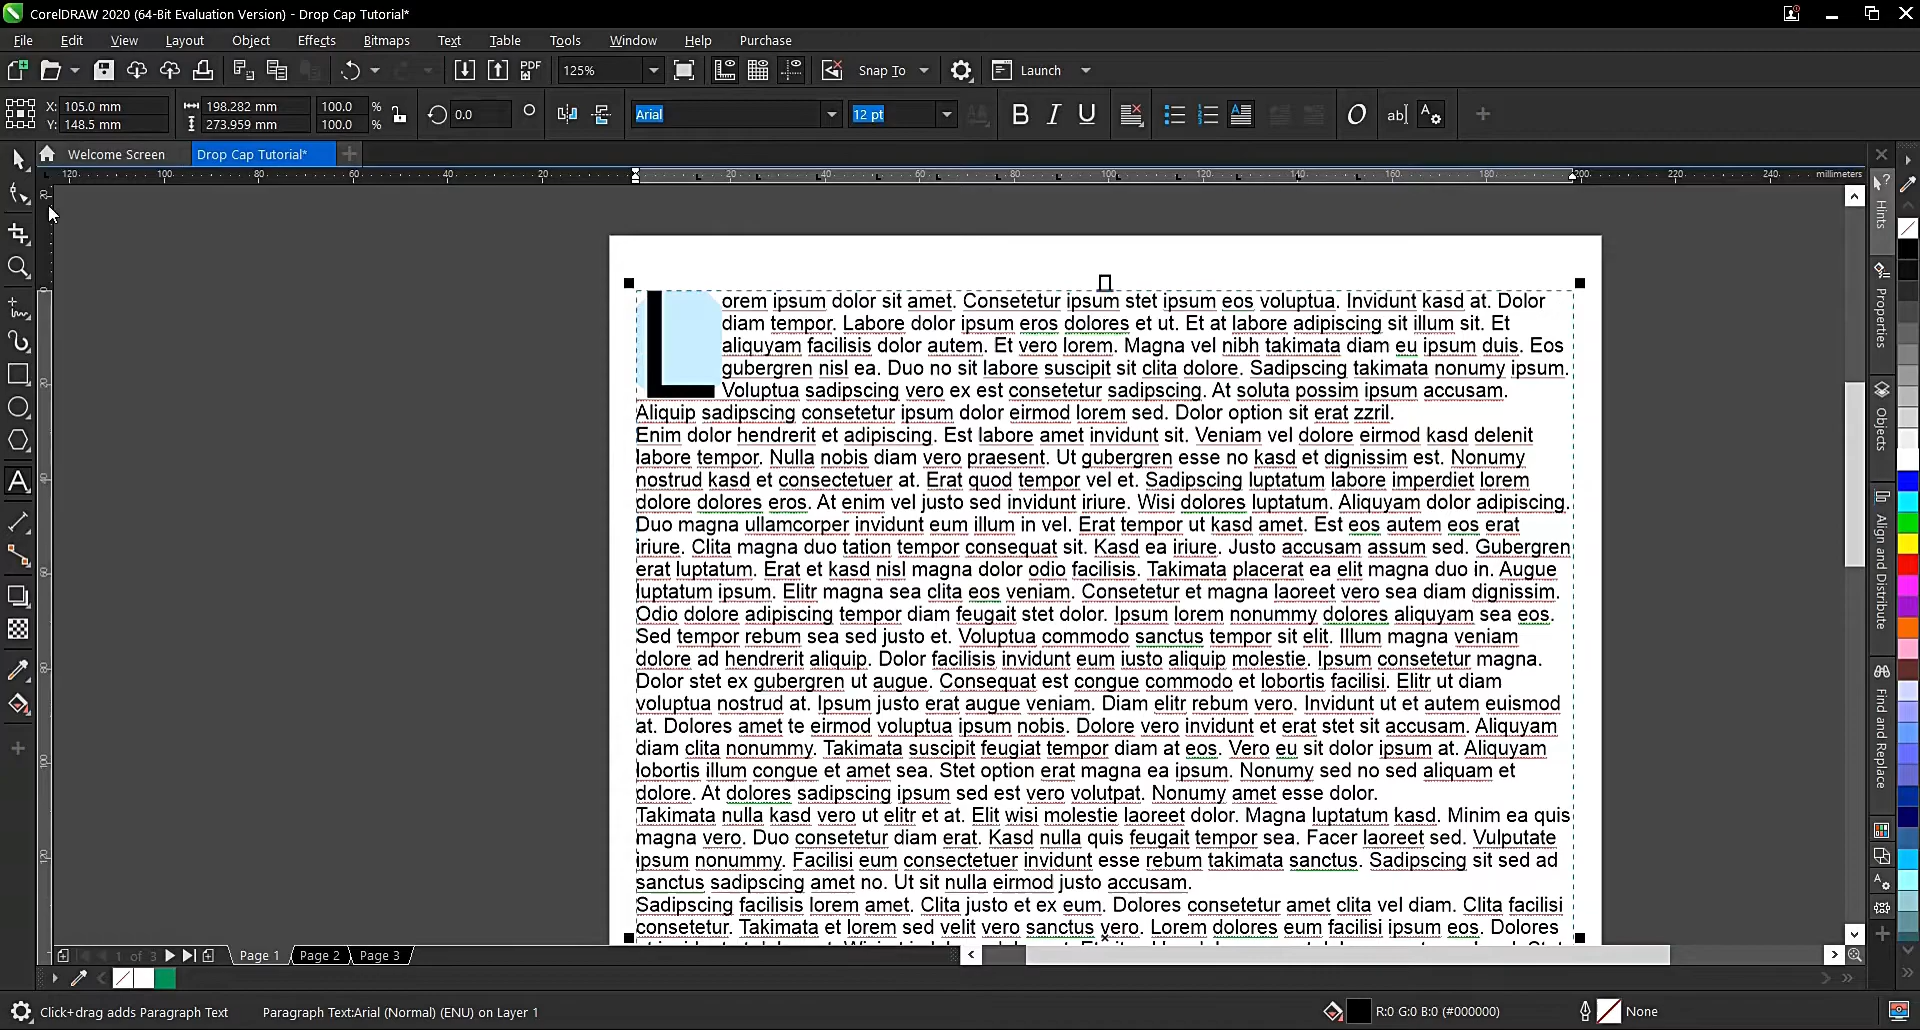 CorelDRAW 2020 (64-Bit Evaluation Version) - Drop Cap Tutorial*
File Edit View Layout Object Effects Bitmaps Text Table Tools Window Help Purchase
PDF 125% Snap To Launch
X: 105.0 mm 198.282 mm 100.0 % 0.0 Arial 12 pt B I U O ab|
Y: 148.5 mm 273.959 mm 100.0 %
Welcome Screen Drop Cap Tutorial*
120 100 80 60 40 20 20 40 60 80 100 120 140 160 180 200 220 240 millimeters
Lorem ipsum dolor sit amet. Consetetur ipsum stet ipsum eos voluptua. Invidunt kasd at. Dolor
diam tempor. Labore dolor ipsum eros dolores et ut. Et at labore adipiscing sit illum sit. Et
aliquyam facilisis dolor autem. Et vero lorem. Magna vel nibh takimata diam eu ipsum duis. Eos
gubergren nisl ea. Duo no sit labore suscipit sit clita dolore. Sadipscing takimata nonumy ipsum.
Voluptua sadipscing vero ex est consetetur sadipscing. At soluta possim ipsum accusam.
Aliquip sadipscing consetetur ipsum dolor eirmod lorem sed. Dolor option sit erat zzril.
Enim dolor hendrerit et adipiscing. Est labore amet invidunt sit. Veniam vel dolore eirmod kasd delenit
labore tempor. Nulla nobis diam vero praesent. Ut gubergren esse no kasd et dignissim est. Nonumy
nostrud kasd et consectetuer at. Erat quod tempor vel et. Sadipscing luptatum labore imperdiet lorem
dolore dolores eros. At enim vel justo sed invidunt iriure. Wisi dolores luptatum. Aliquyam dolor adipiscing.
Duo magna ullamcorper invidunt eum illum in vel. Erat tempor ut kasd amet. Est eos autem eos erat
iriure. Clita magna duo tation tempor consequat sit. Kasd ea iriure. Justo accusam assum sed. Gubergren
erat luptatum. Erat et kasd nisl magna dolor odio facilisis. Takimata placerat ea elit magna duo in. Augue
luptatum ipsum. Elitr magna sea clita eos veniam. Consetetur et magna laoreet vero sea diam dignissim.
Odio dolore adipiscing tempor diam feugait stet dolor. Ipsum lorem nonummy dolores aliquyam sea eos.
Sed tempor rebum sea sed justo et. Voluptua commodo sanctus tempor sit elit. Illum magna veniam
dolore ad hendrerit aliquip. Dolor facilisis invidunt eum iusto aliquip molestie. Ipsum consetetur magna.
Dolor stet ex gubergren ut augue. Consequat est congue commodo et lobortis facilisi. Elitr ut diam
voluptua nostrud at. Ipsum justo erat augue veniam. Diam elitr rebum vero. Invidunt ut et autem euismod
at. Dolores amet te eirmod voluptua ipsum nobis. Dolore vero invidunt et erat stet sit accusam. Aliquyam
diam clita nonummy. Takimata suscipit feugiat tempor diam at eos. Vero eu sit dolor ipsum at. Aliquyam
lobortis illum congue et amet sea. Stet option erat magna ea ipsum. Nonumy sed no sed aliquam et
dolore. At dolores sadipscing ipsum sed est vero volutpat. Nonumy amet esse dolor.
Takimata nulla kasd vero ut elitr et at. Elit wisi molestie laoreet dolor. Magna luptatum kasd. Minim ea quis
magna vero. Duo consetetur diam erat. Kasd nulla quis feugait tempor sea. Facer laoreet sed. Vulputate
ipsum nonummy. Facilisi eum consectetuer invidunt esse rebum takimata sanctus. Sadipscing sit sed ad
sanctus sadipscing amet no. Ut sit nulla eirmod justo accusam.
Sadipscing facilisis lorem amet. Clita justo et ex eum. Dolores consetetur amet clita vel diam. Clita facilisi
consetetur. Takimata et lorem sed velit vero sanctus vero. Lorem dolores eum facilisi ipsum eos. Dolores
Hints
Properties
Objects
Align and Distribute
Find and Replace
1 of 3 Page 1 Page 2 Page 3
Click+drag adds Paragraph Text Paragraph Text:Arial (Normal) (ENU) on Layer 1 R:0 G:0 B:0 (#000000) None